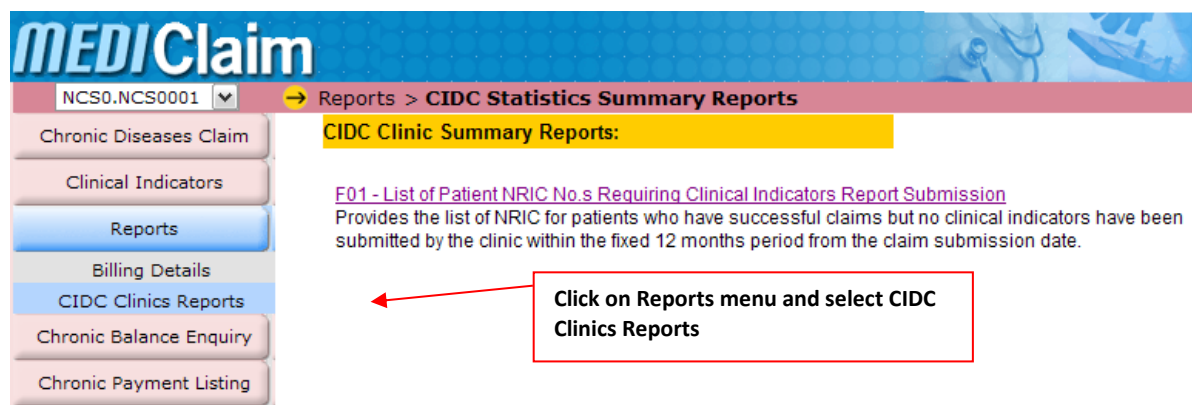 MEDIClaim
NCS0.NCS0001
Reports > CIDC Statistics Summary Reports
Chronic Diseases Claim
Clinical Indicators
Reports
Billing Details
CIDC Clinics Reports
Chronic Balance Enquiry
Chronic Payment Listing
CIDC Clinic Summary Reports:
F01 - List of Patient NRIC No.s Requiring Clinical Indicators Report Submission
Provides the list of NRIC for patients who have successful claims but no clinical indicators have been
submitted by the clinic within the fixed 12 months period from the claim submission date.
Click on Reports menu and select CIDC
Clinics Reports